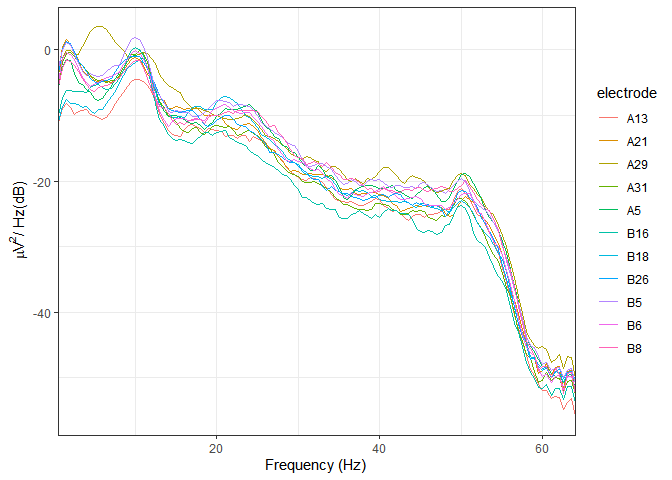 0
-20
-40
μV²/ Hz(dB)
20
40
60
Frequency (Hz)
electrode
A13
A21
A29
A31
A5
B16
B18
B26
B5
B6
B8